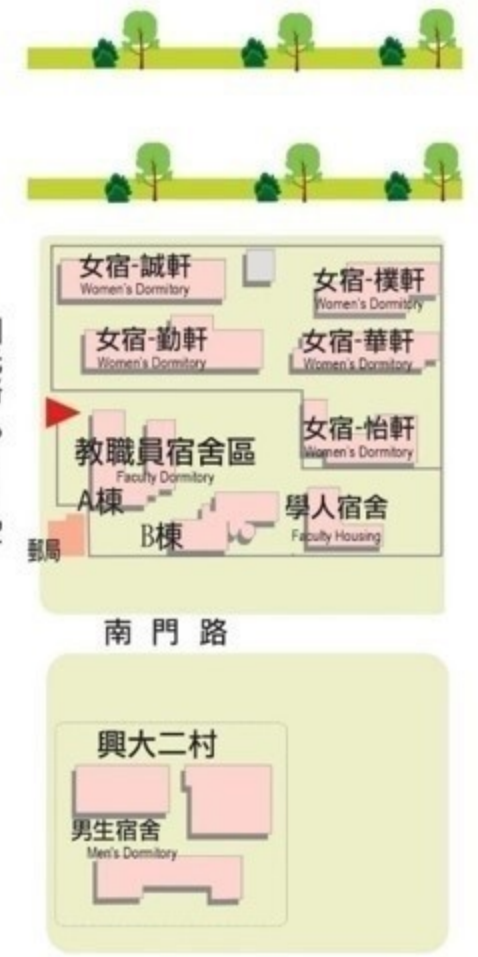 女宿-誠軒
Women's Dormitory
女宿-樸軒
Women's Dormitory
女宿-勤軒
Women's Dormitory
女宿-華軒
Women's Dormitory
女宿-怡軒
Women's Dormitory
教職員宿舍區
Faculty Dormitory
A棟
B棟
學人宿舍
Faculty Housing
郵局
南門路
興大二村
男生宿舍
Men's Dormitory